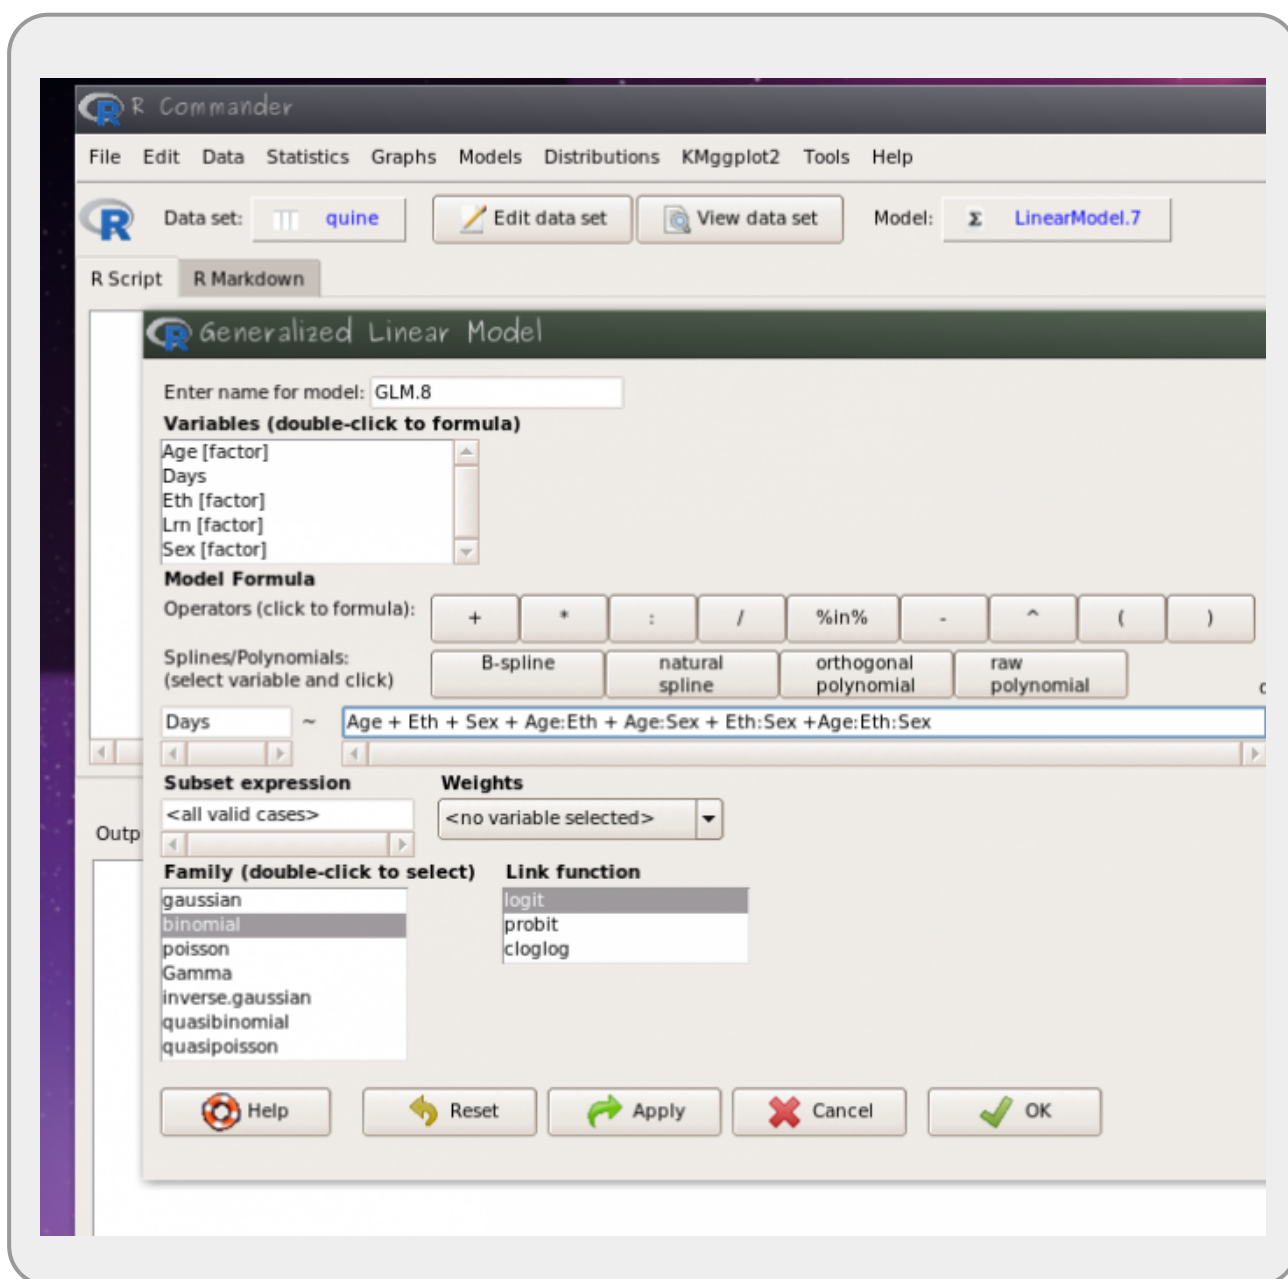 R Commander
File Edit Data Statistics Graphs Models Distributions KMggplot2 Tools Help
Data set: quine Edit data set View data set Model: Σ LinearModel.7
R Script R Markdown
Generalized Linear Model
Enter name for model: GLM.8
Variables (double-click to formula)
Age [factor]
Days
Eth [factor]
Lrn [factor]
Sex [factor]
Model Formula
Operators (click to formula): + * : / %in% - ^ ( )
Splines/Polynomials:
(select variable and click)
B-spline
natural
spline
orthogonal
polynomial
raw
polynomial
Days ~ Age + Eth + Sex + Age:Eth + Age:Sex + Eth:Sex +Age:Eth:Sex
Subset expression Weights
<all valid cases> <no variable selected>
Outp
Family (double-click to select) Link function
gaussian logit
binomial probit
poisson cloglog
Gamma
inverse.gaussian
quasibinomial
quasipoisson
Help Reset Apply Cancel OK